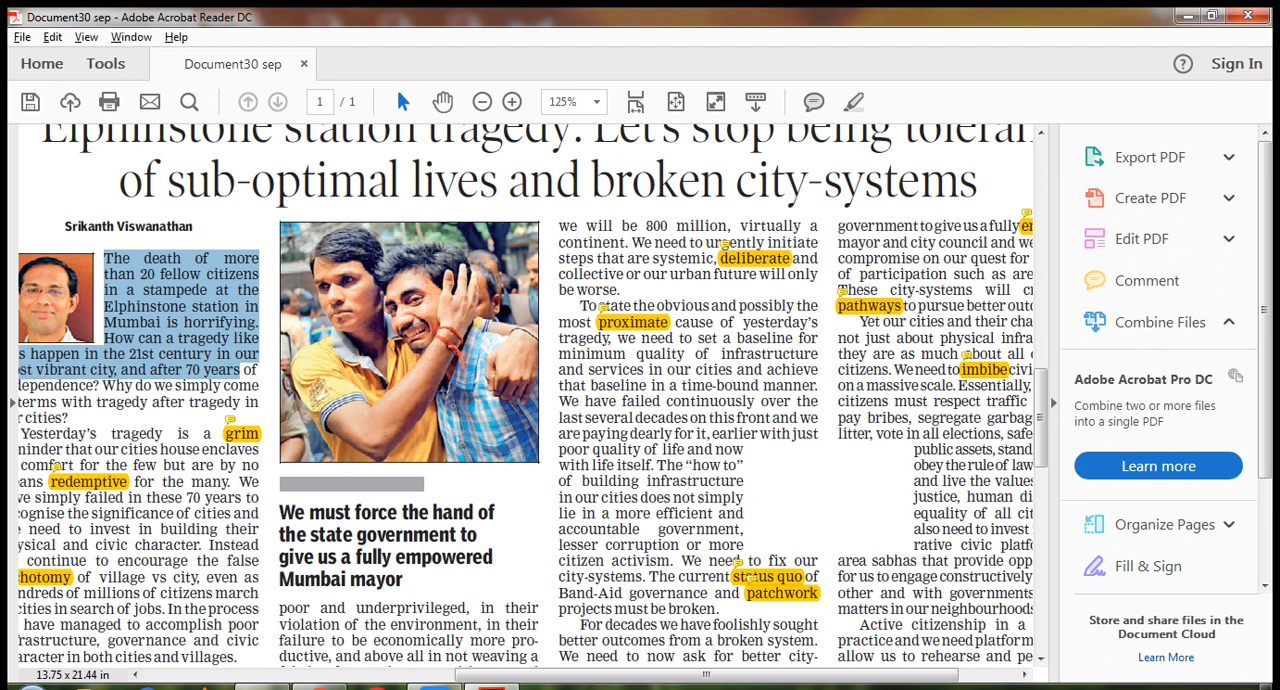 Document30 sep - Adobe Acrobat Reader DC
File Edit View Window Help
Home Tools Document30 sep × Sign In
1 / 1 125%
Elphinstone station tragedy: Let's stop being toleran
of sub-optimal lives and broken city-systems
Srikanth Viswanathan
The death of more
than 20 fellow citizens
in a stampede at the
Elphinstone station in
Mumbai is horrifying.
How can a tragedy like
s happen in the 21st century in our
st vibrant city, and after 70 years of
dependence? Why do we simply come
terms with tragedy after tragedy in
r cities?
Yesterday's tragedy is a grim
minder that our cities house enclaves
comfort for the few but are by no
ans redemptive for the many. We
ve simply failed in these 70 years to
cognise the significance of cities and
need to invest in building their
ysical and civic character. Instead
continue to encourage the false
chotomy of village vs city, even as
ndreds of millions of citizens march
cities in search of jobs. In the process
have managed to accomplish poor
frastructure, governance and civic
aracter in both cities and villages.
We must force the hand of
the state government to
give us a fully empowered
Mumbai mayor
poor and underprivileged, in their
violation of the environment, in their
failure to be economically more pro-
ductive, and above all in not weaving a
we will be 800 million, virtually a
continent. We need to urgently initiate
steps that are systemic, deliberate and
collective or our urban future will only
be worse.
To state the obvious and possibly the
most proximate cause of yesterday's
tragedy, we need to set a baseline for
minimum quality of infrastructure
and services in our cities and achieve
that baseline in a time-bound manner.
We have failed continuously over the
last several decades on this front and we
are paying dearly for it, earlier with just
poor quality of life and now
with life itself. The "how to"
of building infrastructure
in our cities does not simply
lie in a more efficient and
accountable government,
lesser corruption or more
citizen activism. We need to fix our
city-systems. The current status quo of
Band-Aid governance and patchwork
projects must be broken.
For decades we have foolishly sought
better outcomes from a broken system.
We need to now ask for better city-
government to give us a fully er
mayor and city council and we
compromise on our quest for
of participation such as are
These city-systems will cr
pathways to pursue better outc
Yet our cities and their cha
not just about physical infra
they are as much about all
citizens. We need to imbibe civi
on a massive scale. Essentially,
citizens must respect traffic
pay bribes, segregate garbag
litter, vote in all elections, safe
public assets, stand
obey the rule of law
and live the values
justice, human di
equality of all cit
also need to invest
rative civic platfo
area sabhas that provide opp
for us to engage constructively
other and with governments
matters in our neighbourhoods
Active citizenship in a
practice and we need platform
allow us to rehearse and pe
Export PDF
Create PDF
Edit PDF
Comment
Combine Files
Adobe Acrobat Pro DC
Combine two or more files
into a single PDF
Learn more
Organize Pages
Fill & Sign
Store and share files in the
Document Cloud
Learn More
13.75 x 21.44 in